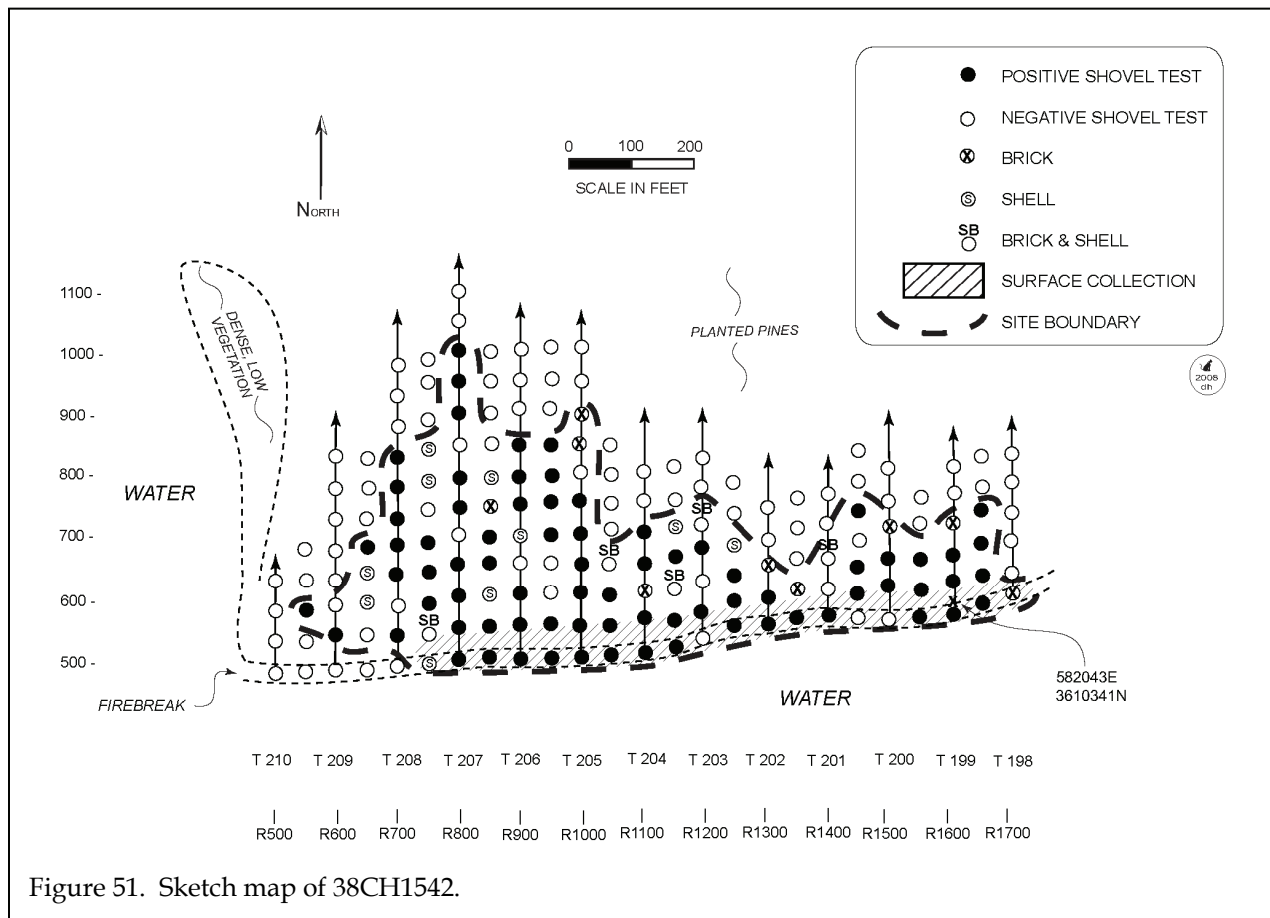 POSITIVE SHOVEL TEST
NEGATIVE SHOVEL TEST
X BRICK
S SHELL
SB
BRICK & SHELL
SURFACE COLLECTION
SITE BOUNDARY
2008
dlh
NORTH
0 100 200
SCALE IN FEET
DENSE, LOW
VEGETATION
PLANTED PINES
1100 -
1000 -
900 -
800 -
700 -
600 -
500 -
WATER
S
S
S
X
S
S
S
S
S
SB
S
X
X
SB
X
S
SB
SB
S
X
X
SB
X
X
X
X
FIREBREAK
WATER
582043E
3610341N
T 210 T 209 T 208 T 207 T 206 T 205 T 204 T 203 T 202 T 201 T 200 T 199 T 198
R500 R600 R700 R800 R900 R1000 R1100 R1200 R1300 R1400 R1500 R1600 R1700
Figure 51. Sketch map of 38CH1542.